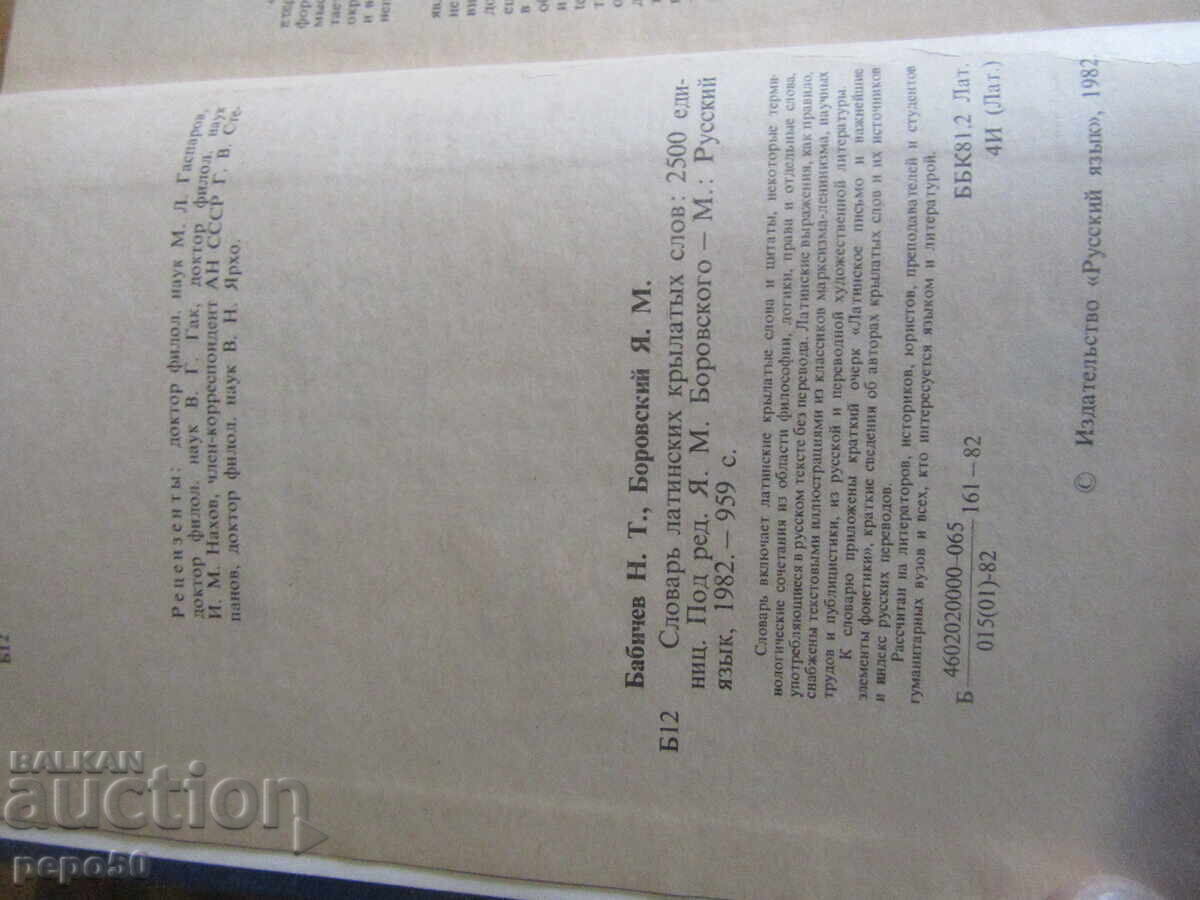 Б12
Рецензенты: доктор филол. наук М. Л. Гаспаров,
доктор филол. наук В. Г. Гак, доктор филол. наук
И. М. Нахов, член-корреспондент АН СССР Г. В. Сте-
панов, доктор филол. наук В. Н. Ярхо.
Бабичев Н. Т., Боровский Я. М.
Б12 Словарь латинских крылатых слов: 2500 еди-
ниц. Под ред. Я. М. Боровского – М.: Русский
язык, 1982. – 959 с.
Словарь включает латинские крылатые слова и цитаты, некоторые терми-
нологические сочетания из области философии, логики, права и отдельные слова,
употребляющиеся в русском тексте без перевода. Латинские выражения, как правило,
снабжены текстовыми иллюстрациями из классиков марксизма-ленинизма, научных
трудов и публицистики, из русской и переводной художественной литературы.
К словарю приложены краткий очерк «Латинское письмо и важнейшие
элементы фонетики», краткие сведения об авторах крылатых слов и их источников
и индекс русских переводов.
Рассчитан на литераторов, историков, юристов, преподавателей и студентов
гуманитарных вузов и всех, кто интересуется языком и литературой.
Б 4602020000–065 161–82
015(01)-82
ББК81.2 Лат.
4И (Лат.)
© Издательство «Русский язык», 1982.
BALKAN
auction
pepo50